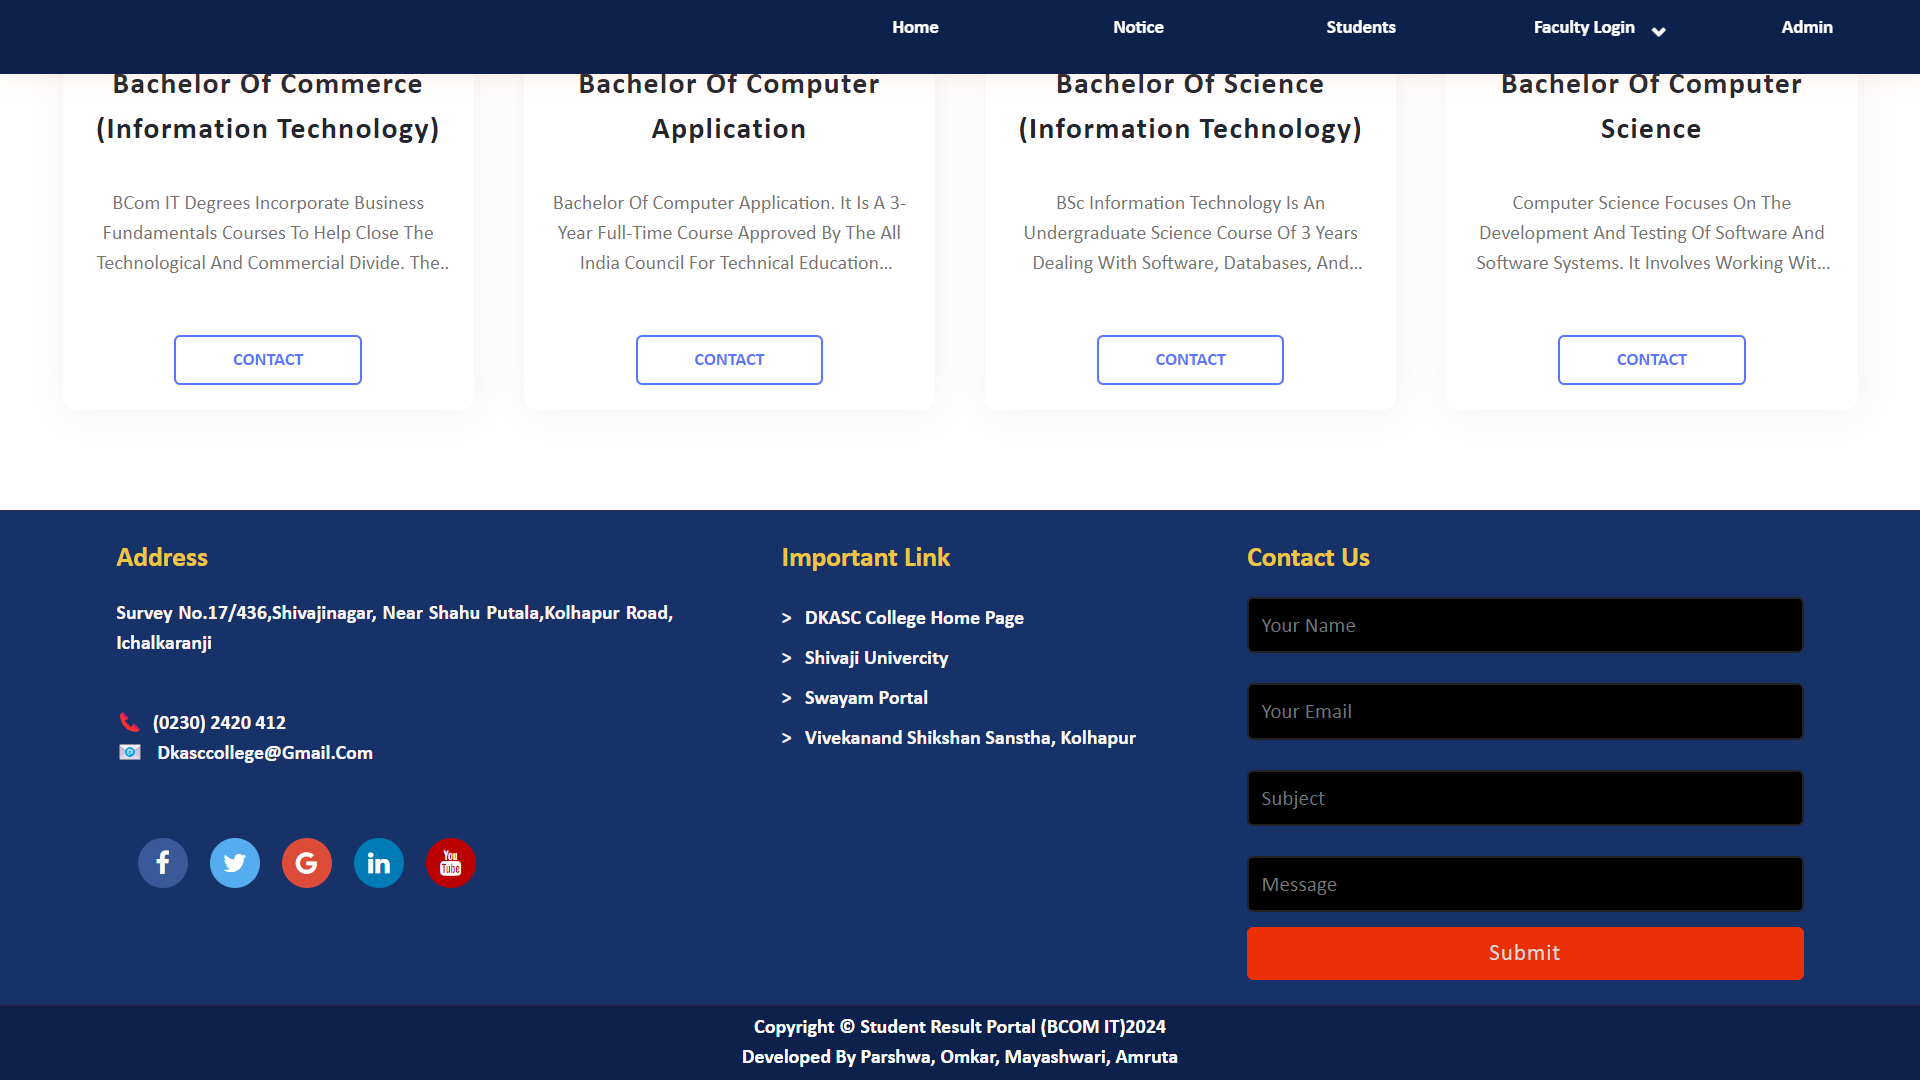 Home
Notice
Students
Faculty Login
Admin
Bachelor Of Commerce
(Information Technology)
BCom IT Degrees Incorporate Business
Fundamentals Courses To Help Close The
Technological And Commercial Divide. The..
CONTACT
Bachelor Of Computer
Application
Bachelor Of Computer Application. It Is A 3-
Year Full-Time Course Approved By The All
India Council For Technical Education...
CONTACT
Bachelor Of Science
(Information Technology)
BSc Information Technology Is An
Undergraduate Science Course Of 3 Years
Dealing With Software, Databases, And...
CONTACT
Bachelor Of Computer
Science
Computer Science Focuses On The
Development And Testing Of Software And
Software Systems. It Involves Working Wit...
CONTACT
Address
Survey No.17/436,Shivajinagar, Near Shahu Putala,Kolhapur Road,
Ichalkaranji
(0230) 2420 412
Dkasccollege@Gmail.Com
You
Tube
Important Link
> DKASC College Home Page
> Shivaji Univercity
> Swayam Portal
> Vivekanand Shikshan Sanstha, Kolhapur
Contact Us
Your Name
Your Email
Subject
Message
Submit
Copyright © Student Result Portal (BCOM IT)2024
Developed By Parshwa, Omkar, Mayashwari, Amruta